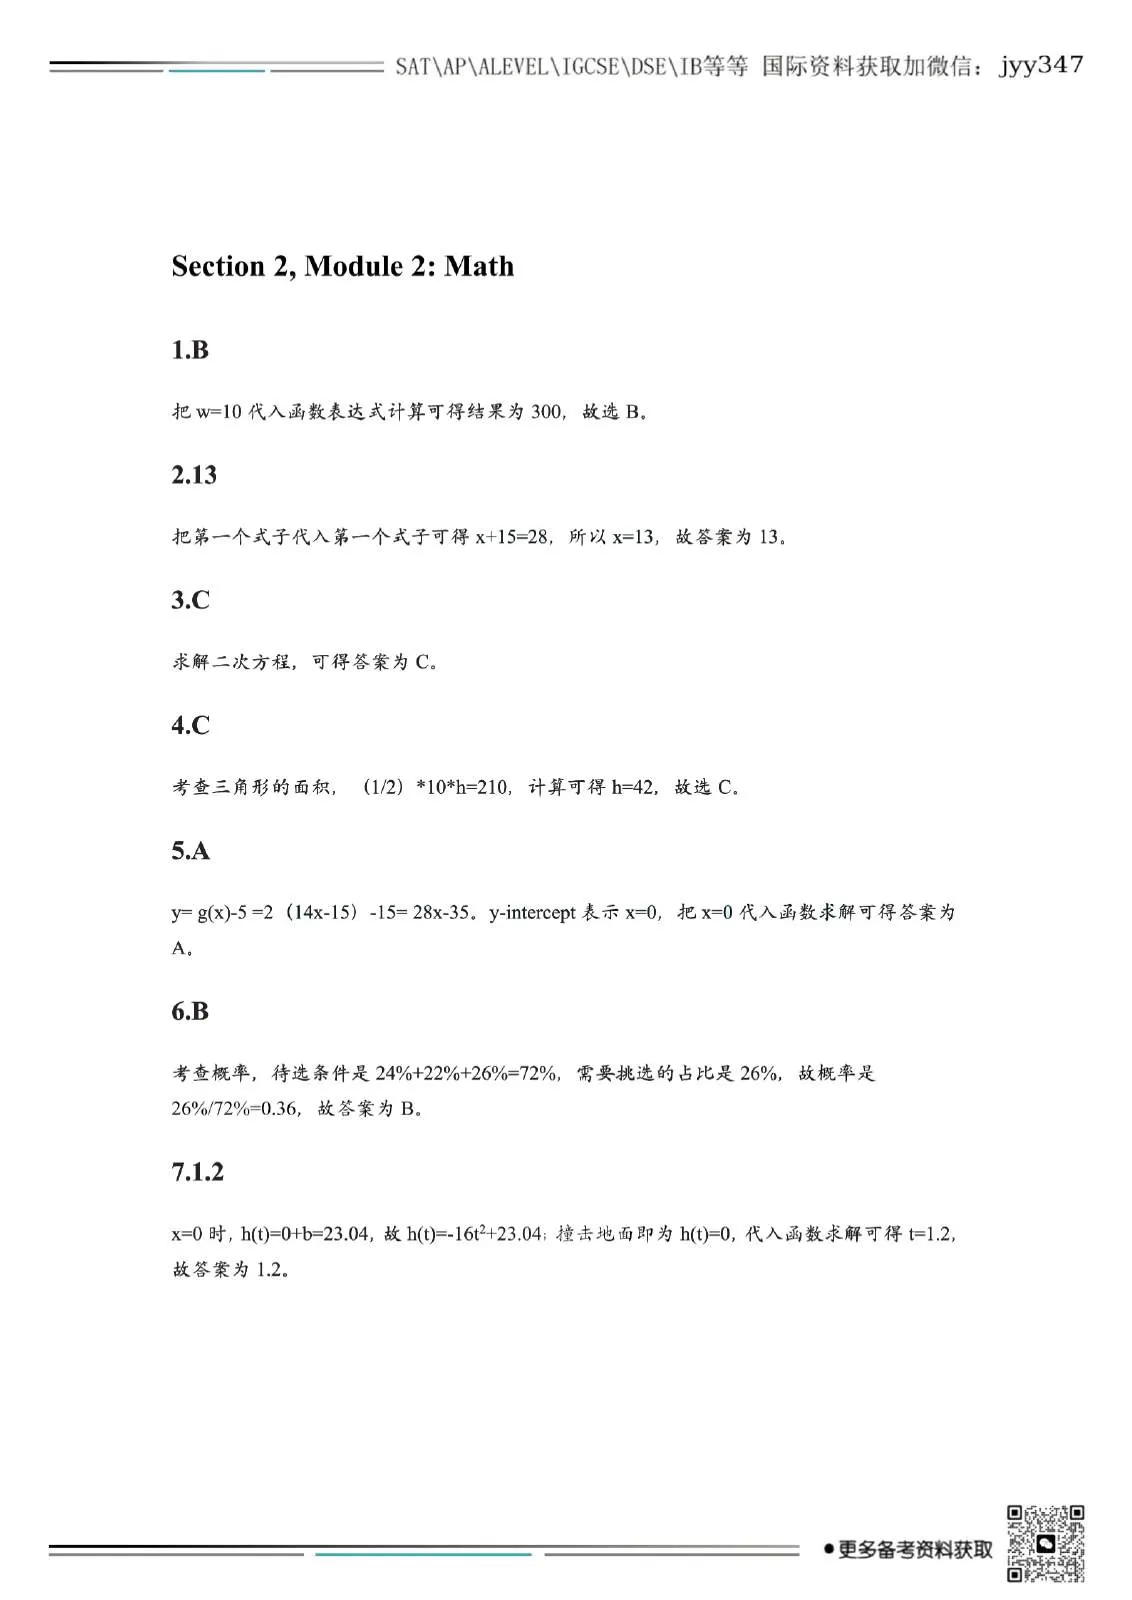 SAT\AP\ALEVEL\IGCSE\DSE\IB等等 国际资料获取加微信：jyy347
Section 2, Module 2: Math
1.B
把 w=10 代入函数表达式计算可得结果为 300，故选 B。
2.13
把第一个式子代入第一个式子可得 x+15=28，所以 x=13，故答案为 13。
3.C
求解二次方程，可得答案为 C。
4.C
考查三角形的面积，（1/2）*10*h=210，计算可得 h=42，故选 C。
5.A
y= g(x)-5 =2（14x-15）-15= 28x-35。y-intercept 表示 x=0，把 x=0 代入函数求解可得答案为
A。
6.B
考查概率，待选条件是 24%+22%+26%=72%，需要挑选的占比是 26%，故概率是
26%/72%=0.36，故答案为 B。
7.1.2
x=0 时，h(t)=0+b=23.04，故 h(t)=-16t²+23.04；撞击地面即为 h(t)=0，代入函数求解可得 t=1.2，
故答案为 1.2。
●更多备考资料获取